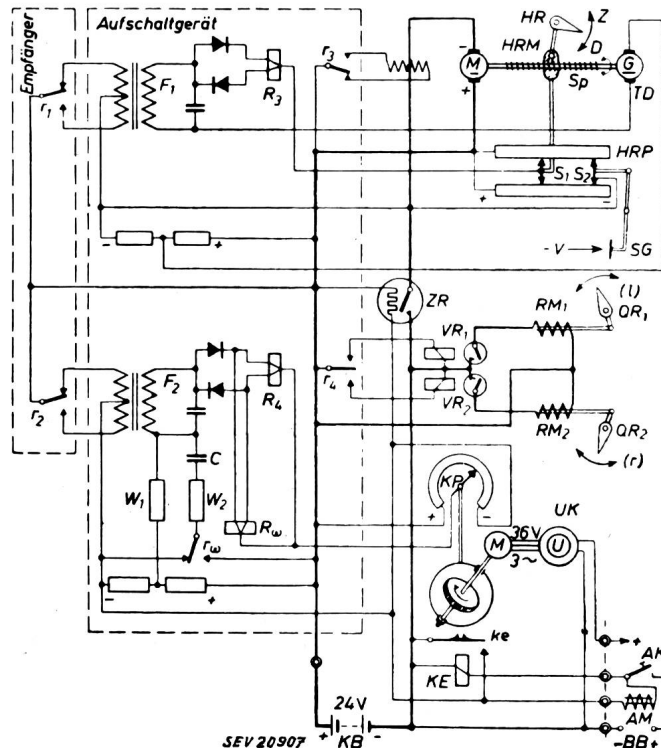 Empfänger
Aufschaltgerät
r1
F1
R3
r3
- M +
HR
Z
HRM
D
Sp
G
TD
HRP
S1 S2
+ -
-V
SG
- +
ZR
(l)
QR1
RM1
VR1
VR2
RM2
QR2
(r)
r2
F2
R4
r4
C
W1
W2
Rω
rω
- +
KP
+ -
M
36V
3~
UK
U
ke
KE
+
AK
AM
-BB+
24V
+ KB -
SEV 20907